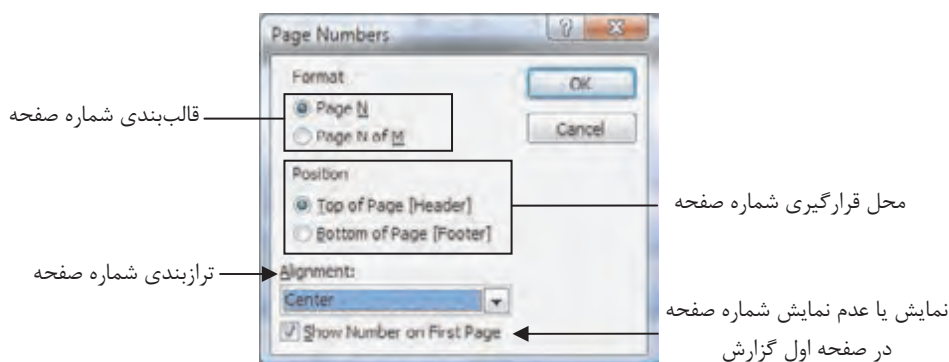 Page Numbers
Format
OK
Page N
قالب‌بندی شماره صفحه
Page N of M
Cancel
Position
Top of Page [Header]
محل قرارگیری شماره صفحه
Bottom of Page [Footer]
Alignment:
ترازبندی شماره صفحه
Center
Show Number on First Page
نمایش یا عدم نمایش شماره صفحه
در صفحه اول گزارش